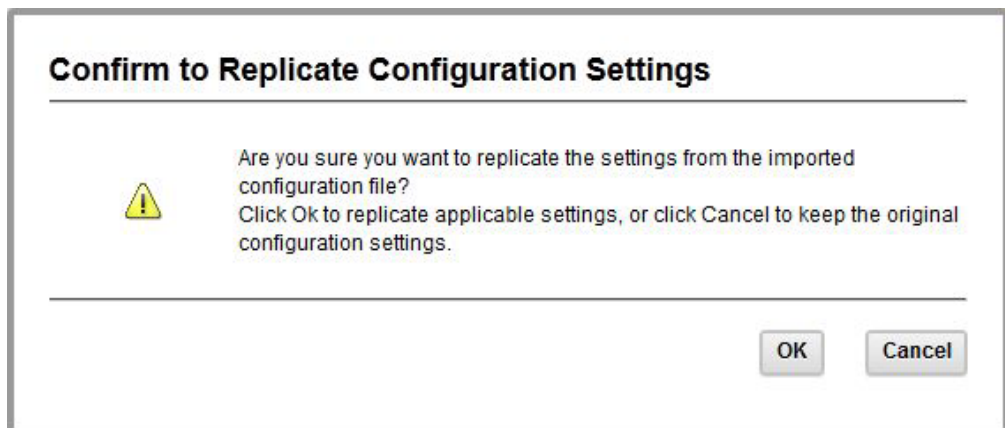 Confirm to Replicate Configuration Settings
Are you sure you want to replicate the settings from the imported
configuration file?
Click Ok to replicate applicable settings, or click Cancel to keep the original
configuration settings.
OK
Cancel